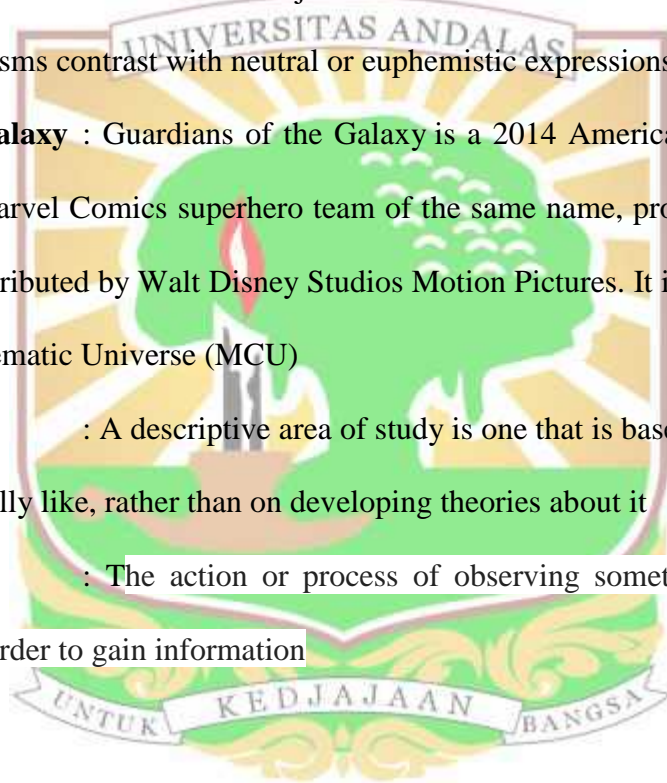 UNIVERSITAS ANDALAS
sms contrast with neutral or euphemistic expressions
alaxy : Guardians of the Galaxy is a 2014 America
arvel Comics superhero team of the same name, pro
ributed by Walt Disney Studios Motion Pictures. It i
ematic Universe (MCU)
: A descriptive area of study is one that is base
lly like, rather than on developing theories about it
: The action or process of observing somet
rder to gain information
UNTUK KEDJAJAAN BANGSA